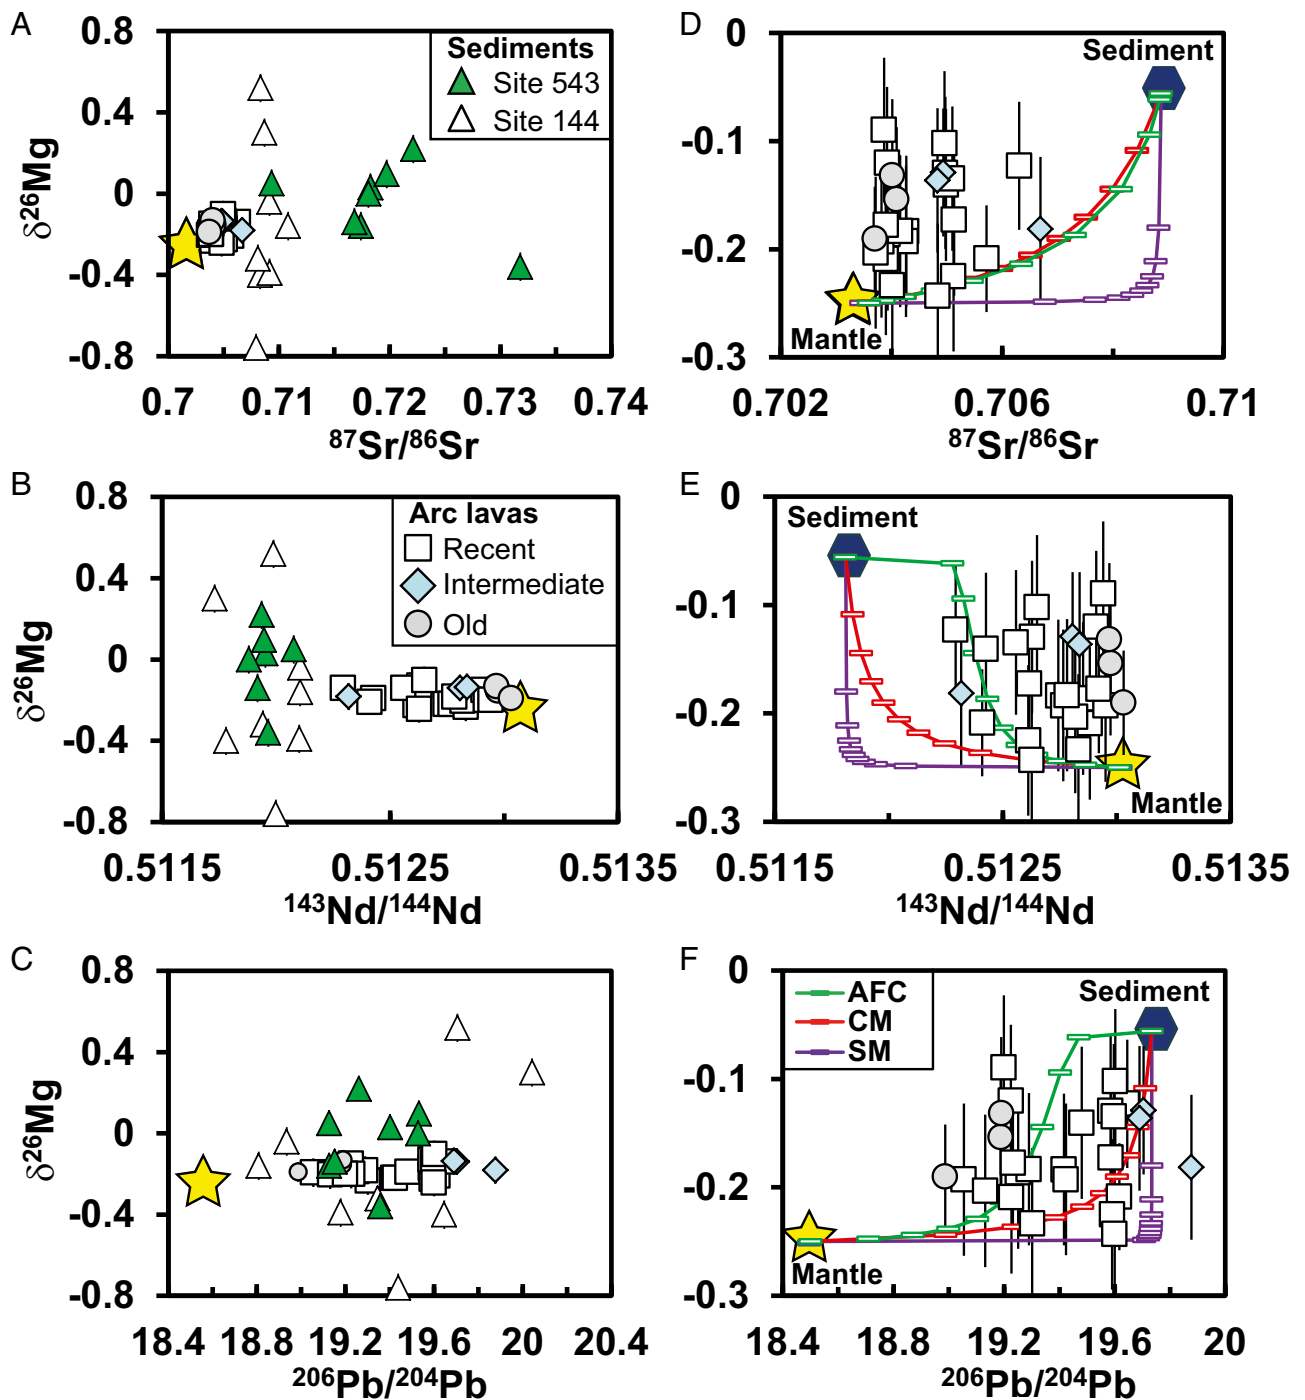 A
0.8
0.4
0
-0.4
-0.8
δ26Mg
Sediments
Site 543
Site 144
0.7
0.71
0.72
0.73
0.74
87Sr/86Sr
D
0
-0.1
-0.2
-0.3
δ26Mg
Sediment
Mantle
0.702
0.706
0.71
87Sr/86Sr
B
0.8
0.4
0
-0.4
-0.8
δ26Mg
Arc lavas
Recent
Intermediate
Old
0.5115
0.5125
0.5135
143Nd/144Nd
E
0
-0.1
-0.2
-0.3
δ26Mg
Sediment
Mantle
0.5115
0.5125
0.5135
143Nd/144Nd
C
0.8
0.4
0
-0.4
-0.8
δ26Mg
18.4
18.8
19.2
19.6
20
20.4
206Pb/204Pb
F
0
-0.1
-0.2
-0.3
δ26Mg
AFC
CM
SM
Sediment
Mantle
18.4
18.8
19.2
19.6
20
206Pb/204Pb